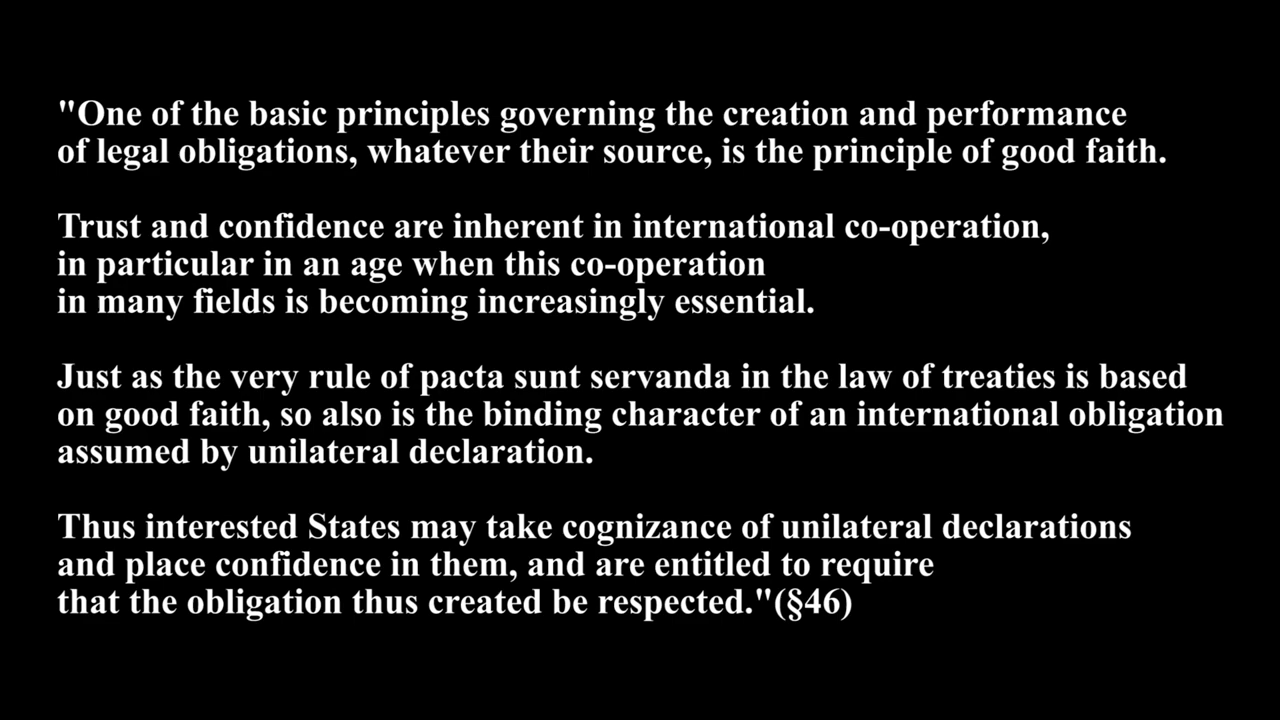 "One of the basic principles governing the creation and performance
of legal obligations, whatever their source, is the principle of good faith.
Trust and confidence are inherent in international co-operation,
in particular in an age when this co-operation
in many fields is becoming increasingly essential.
Just as the very rule of pacta sunt servanda in the law of treaties is based
on good faith, so also is the binding character of an international obligation
assumed by unilateral declaration.
Thus interested States may take cognizance of unilateral declarations
and place confidence in them, and are entitled to require
that the obligation thus created be respected."(§46)